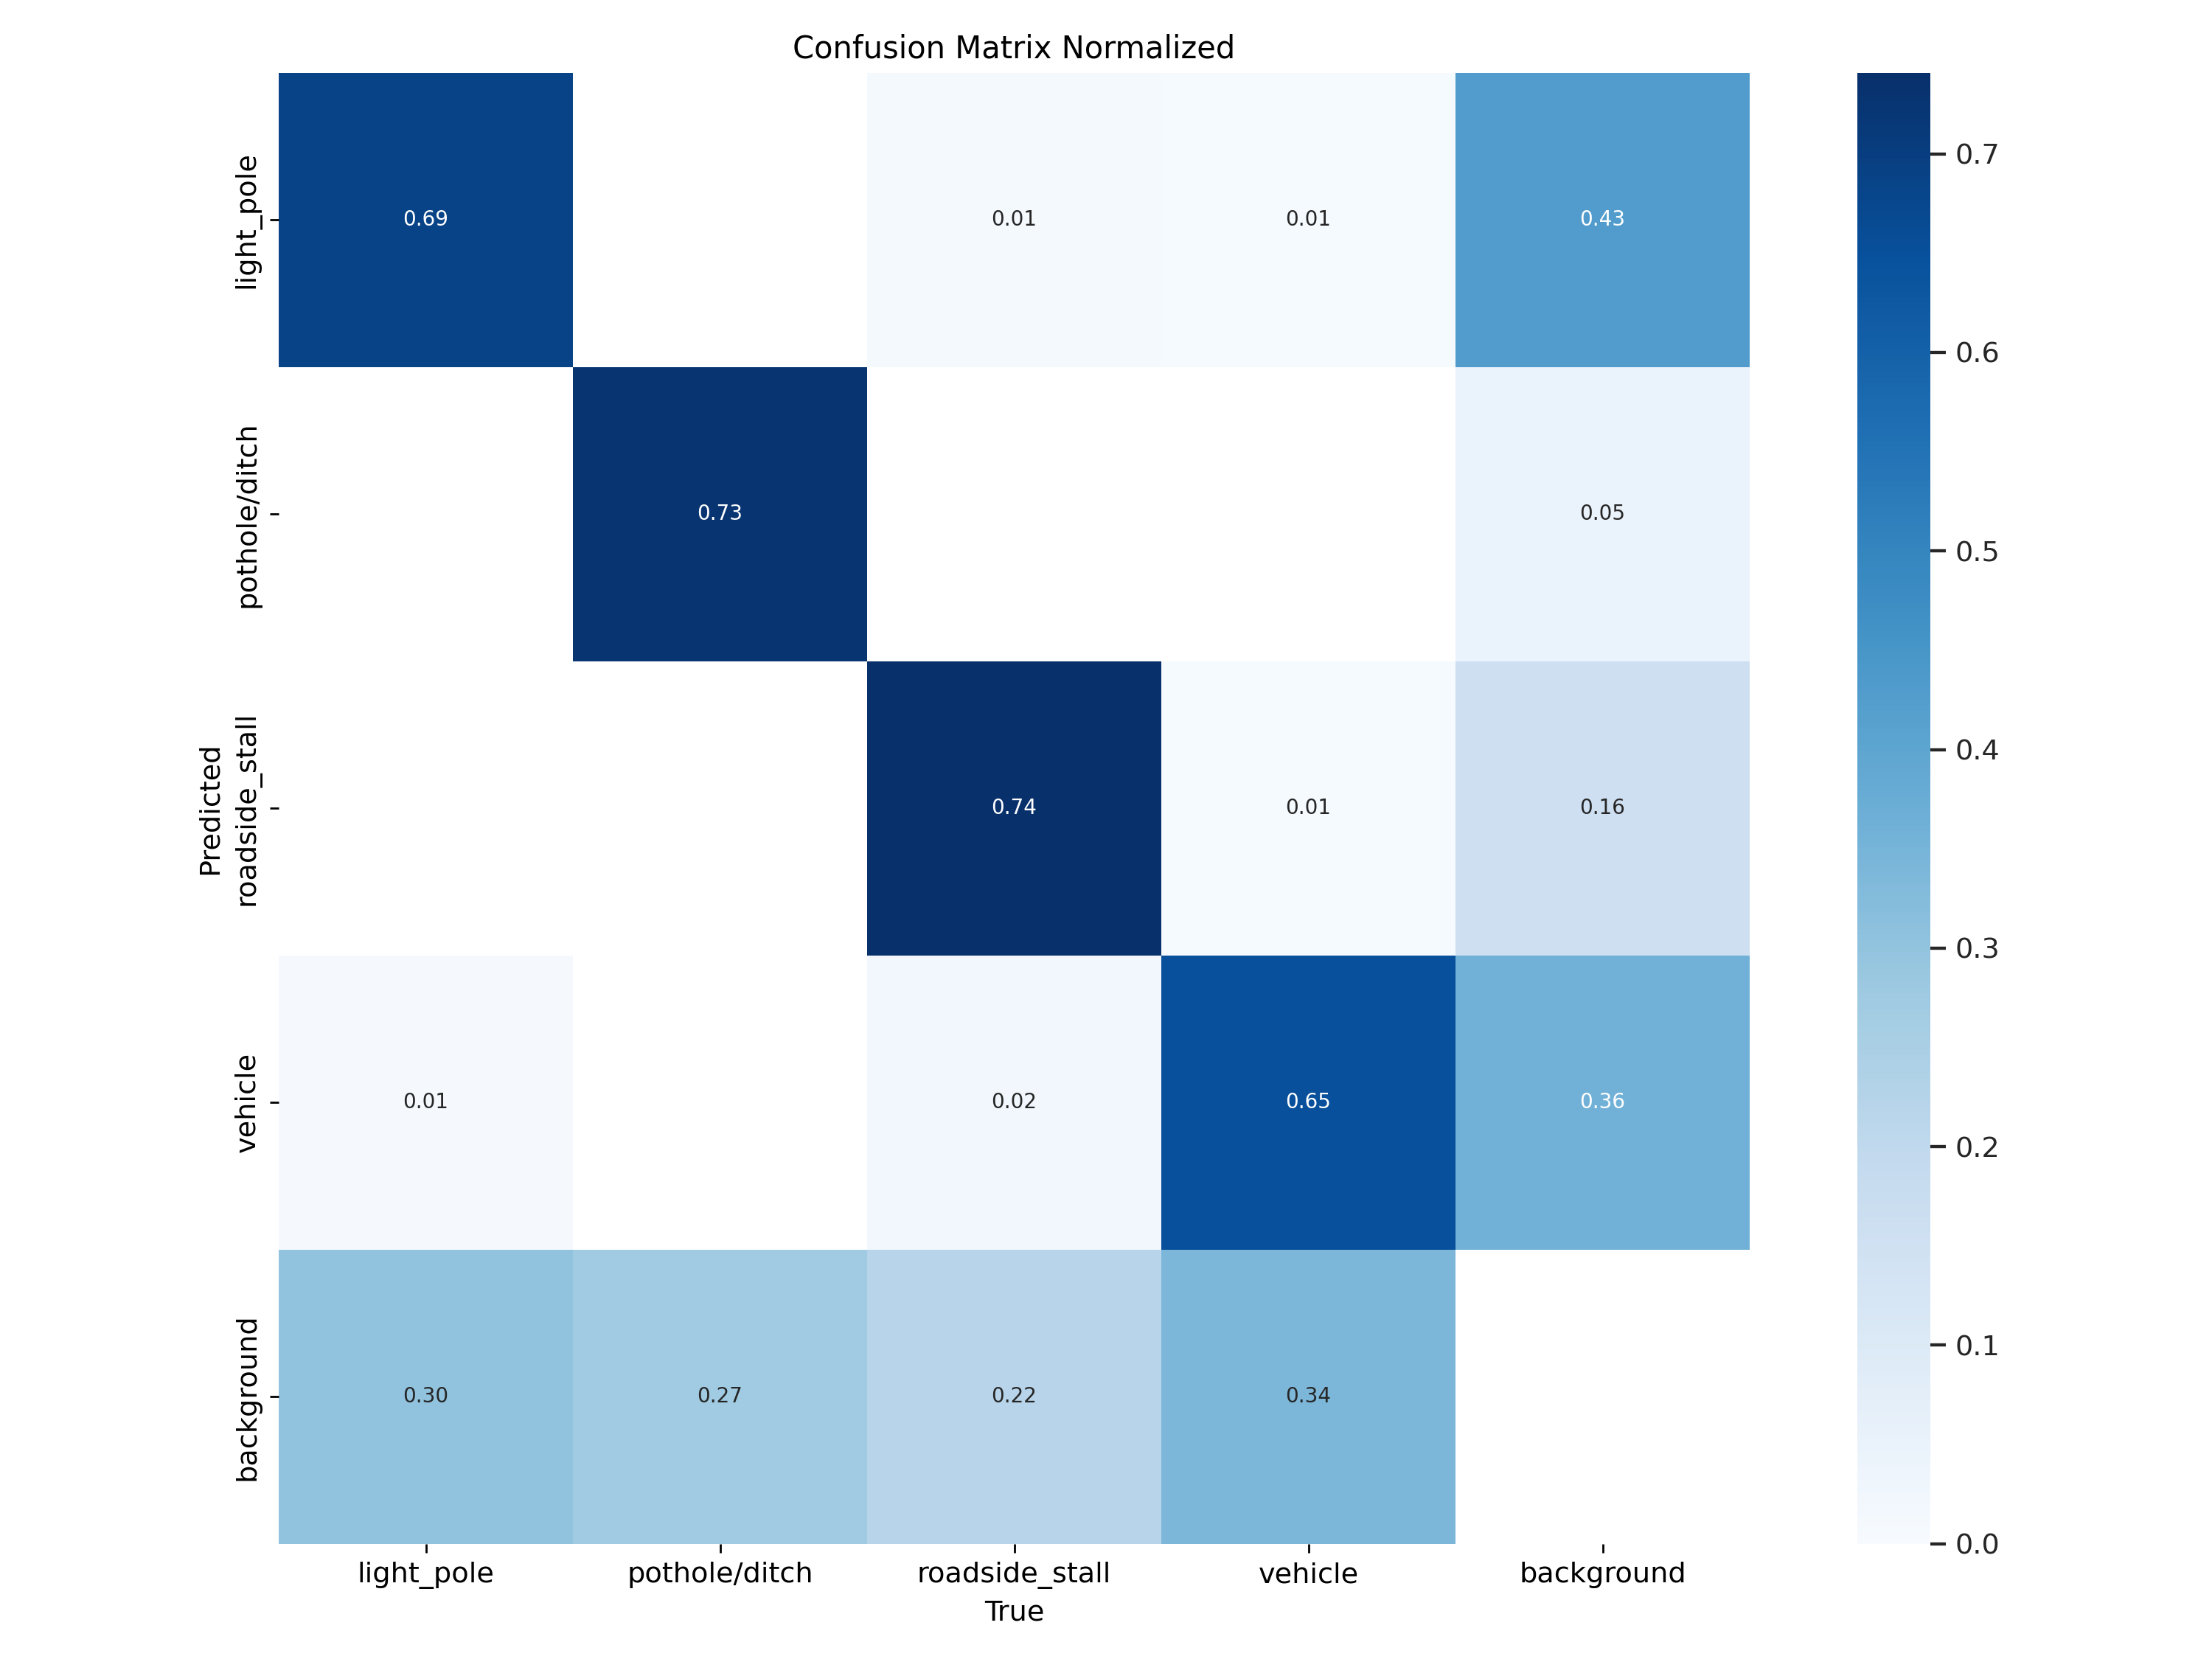 Confusion Matrix Normalized
light_pole
0.69
0.01
0.01
0.43
pothole/ditch
0.73
0.05
Predicted
roadside_stall
0.74
0.01
0.16
vehicle
0.01
0.02
0.65
0.36
background
0.30
0.27
0.22
0.34
light_pole
pothole/ditch
roadside_stall
vehicle
background
True
0.7
0.6
0.5
0.4
0.3
0.2
0.1
0.0